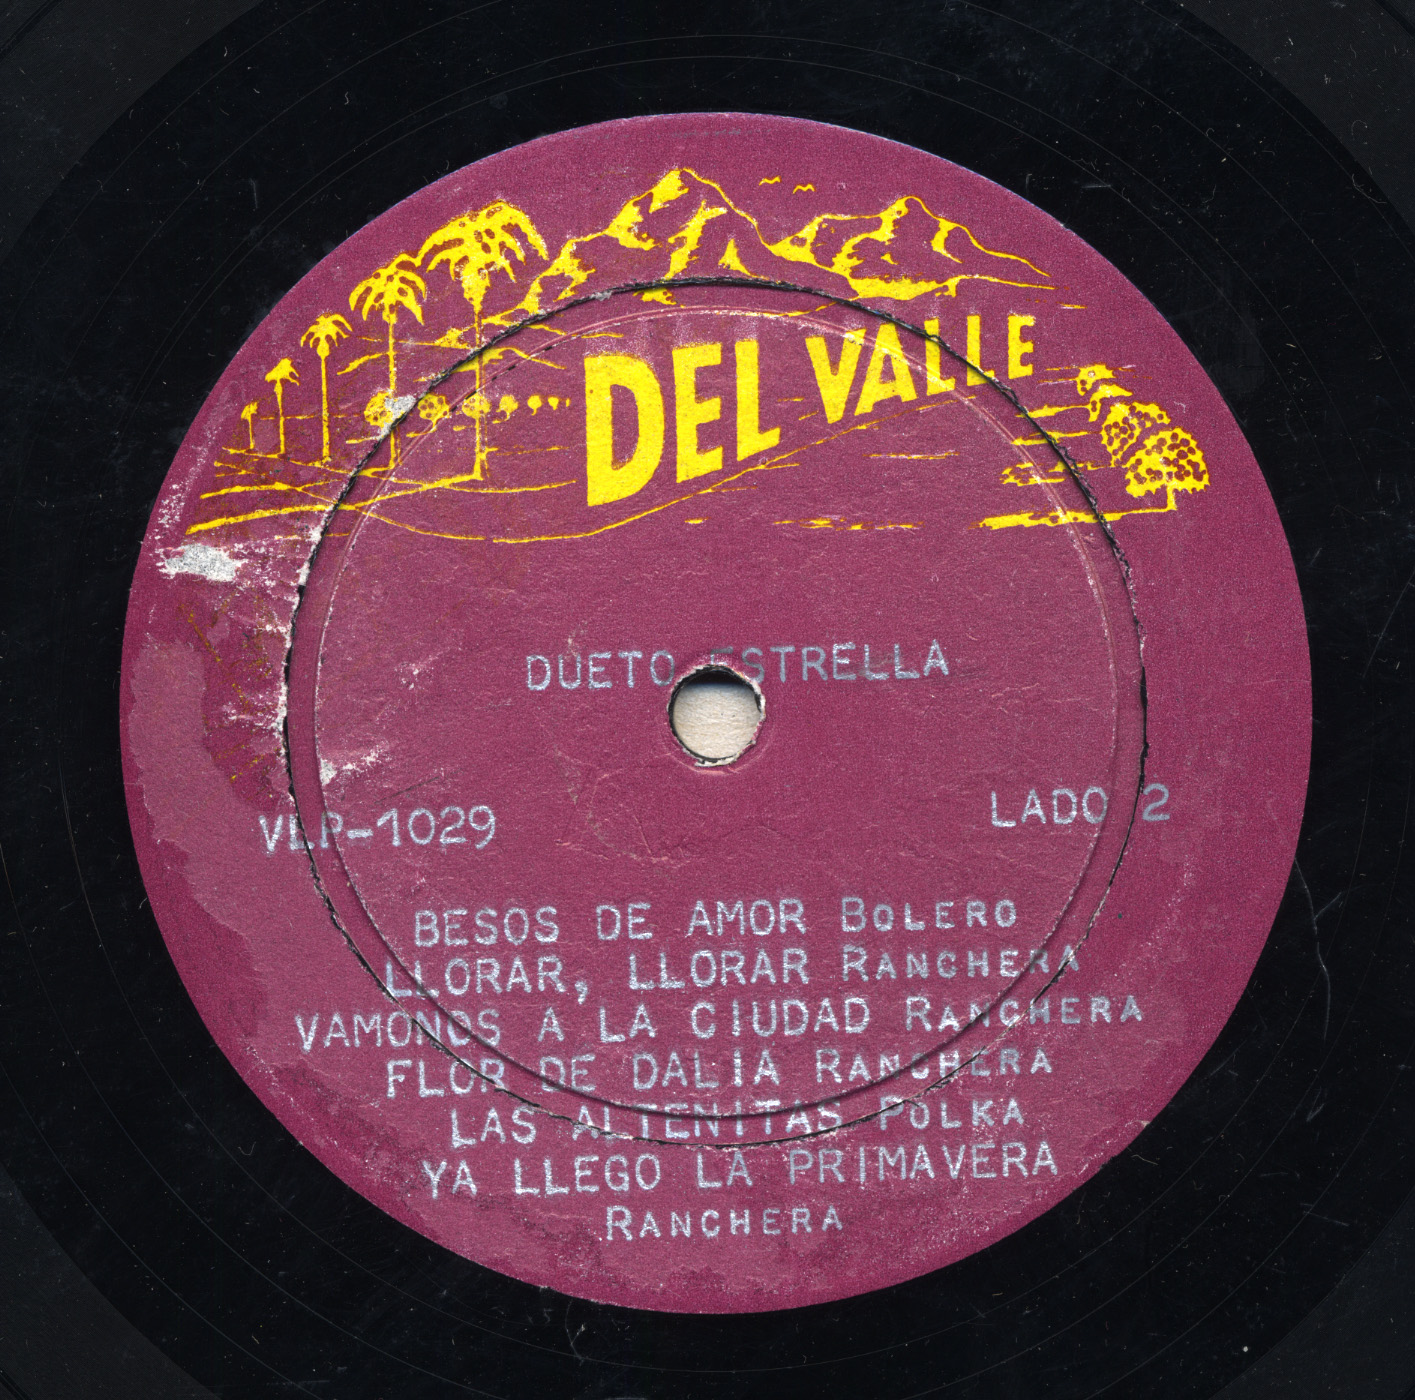 DEL VALLE
DUETO ESTRELLA
VLP-1029 LADO 2
BESOS DE AMOR BOLERO
LLORAR, LLORAR RANCHERA
VAMONOS A LA CIUDAD RANCHERA
FLOR DE DALIA RANCHERA
LAS ALTENITAS POLKA
YA LLEGO LA PRIMAVERA
RANCHERA